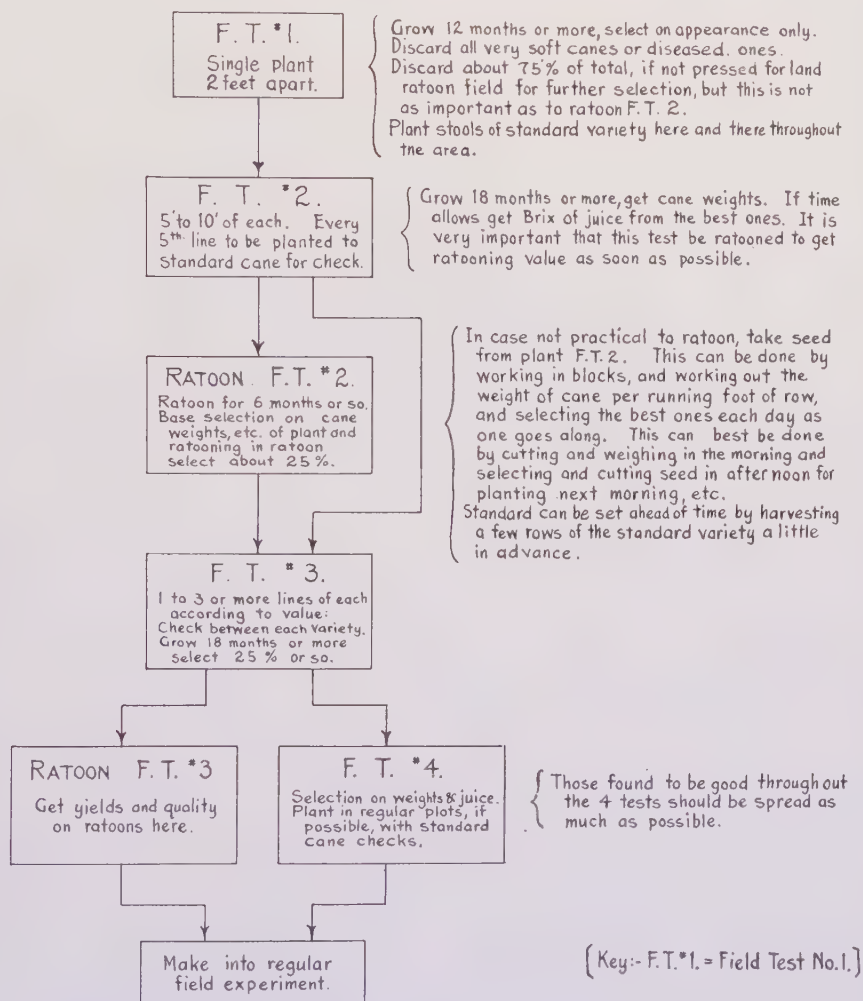 F. T. #1.
Single plant
2 feet apart.
Grow 12 months or more, select on appearance only.
Discard all very soft canes or diseased. ones.
Discard about 75% of total, if not pressed for land
ratoon field for further selection, but this is not
as important as to ratoon F.T. 2.
Plant stools of standard variety here and there throughout
the area.
F. T. #2.
5' to 10' of each. Every
5th line to be planted to
standard cane for check.
Grow 18 months or more, get cane weights. If time
allows get Brix of juice from the best ones. It is
very important that this test be ratooned to get
ratooning value as soon as possible.
RATOON F.T. #2.
Ratoon for 6 months or so.
Base selection on cane
weights, etc. of plant and
ratooning in ratoon
select about 25%.
In case not practical to ratoon, take seed
from plant F.T. 2. This can be done by
working in blocks, and working out the
weight of cane per running foot of row,
and selecting the best ones each day as
one goes along. This can best be done
by cutting and weighing in the morning and
selecting and cutting seed in afternoon for
planting next morning, etc.
Standard can be set ahead of time by harvesting
a few rows of the standard variety a little
in advance.
F. T. #3.
1 to 3 or more lines of each
according to value:
Check between each variety.
Grow 18 months or more
select 25% or so.
RATOON F. T. #3
Get yields and quality
on ratoons here.
F. T. #4.
Selection on weights & juice.
Plant in regular plots, if
possible, with standard
cane checks.
Those found to be good throughout
the 4 tests should be spread as
much as possible.
Make into regular
field experiment.
[Key:- F.T.#1. = Field Test No.1.]